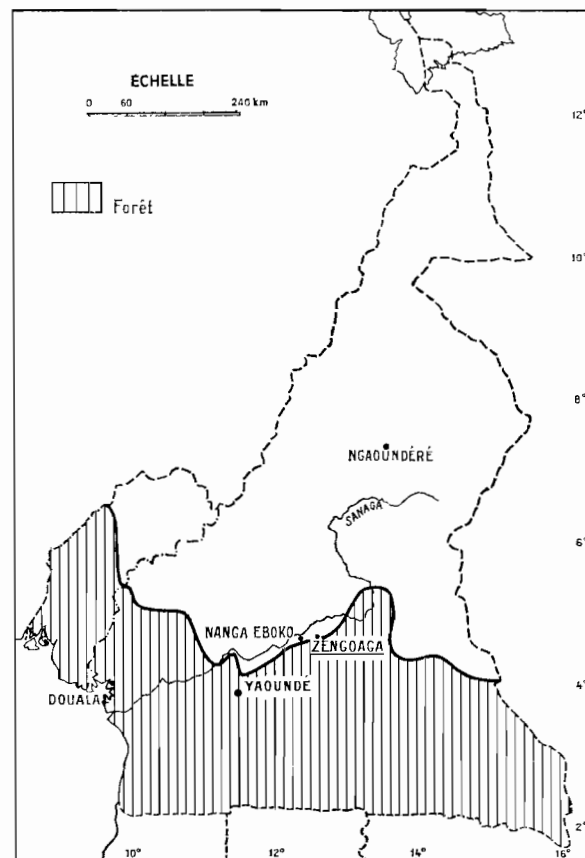 ÉCHELLE
0 60 240 km
12°
Forêt
10°
8°
NGAOUNDÉRÉ
SANAGA
6°
NANGA EBOKO
ZENGOAGA
YAOUNDÉ
DOUALA
4°
2°
10° 12° 14° 16°